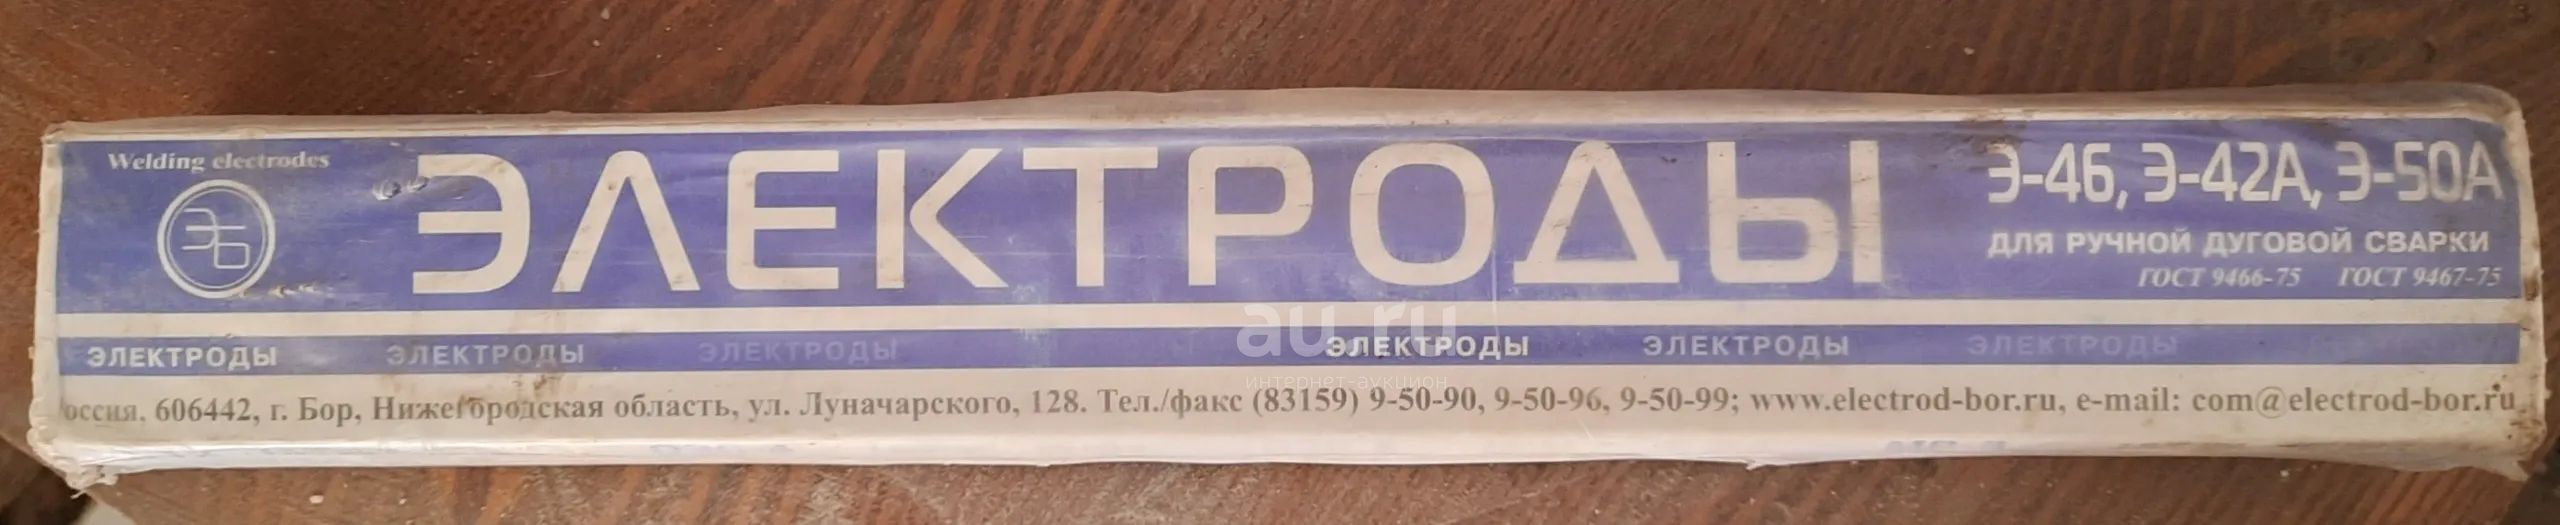 Welding electrodes
ЭБ
ЭЛЕКТРОДЫ
Э-46, Э-42А, Э-50А
ДЛЯ РУЧНОЙ ДУГОВОЙ СВАРКИ
ГОСТ 9466-75 ГОСТ 9467-75
au.ru
интернет-аукцион
ЭЛЕКТРОДЫ ЭЛЕКТРОДЫ ЭЛЕКТРОДЫ ЭЛЕКТРОДЫ ЭЛЕКТРОДЫ ЭЛЕКТРОДЫ
оссия, 606442, г. Бор, Нижегородская область, ул. Луначарского, 128. Тел./факс (83159) 9-50-90, 9-50-96, 9-50-99; www.electrod-bor.ru, e-mail: com@electrod-bor.ru